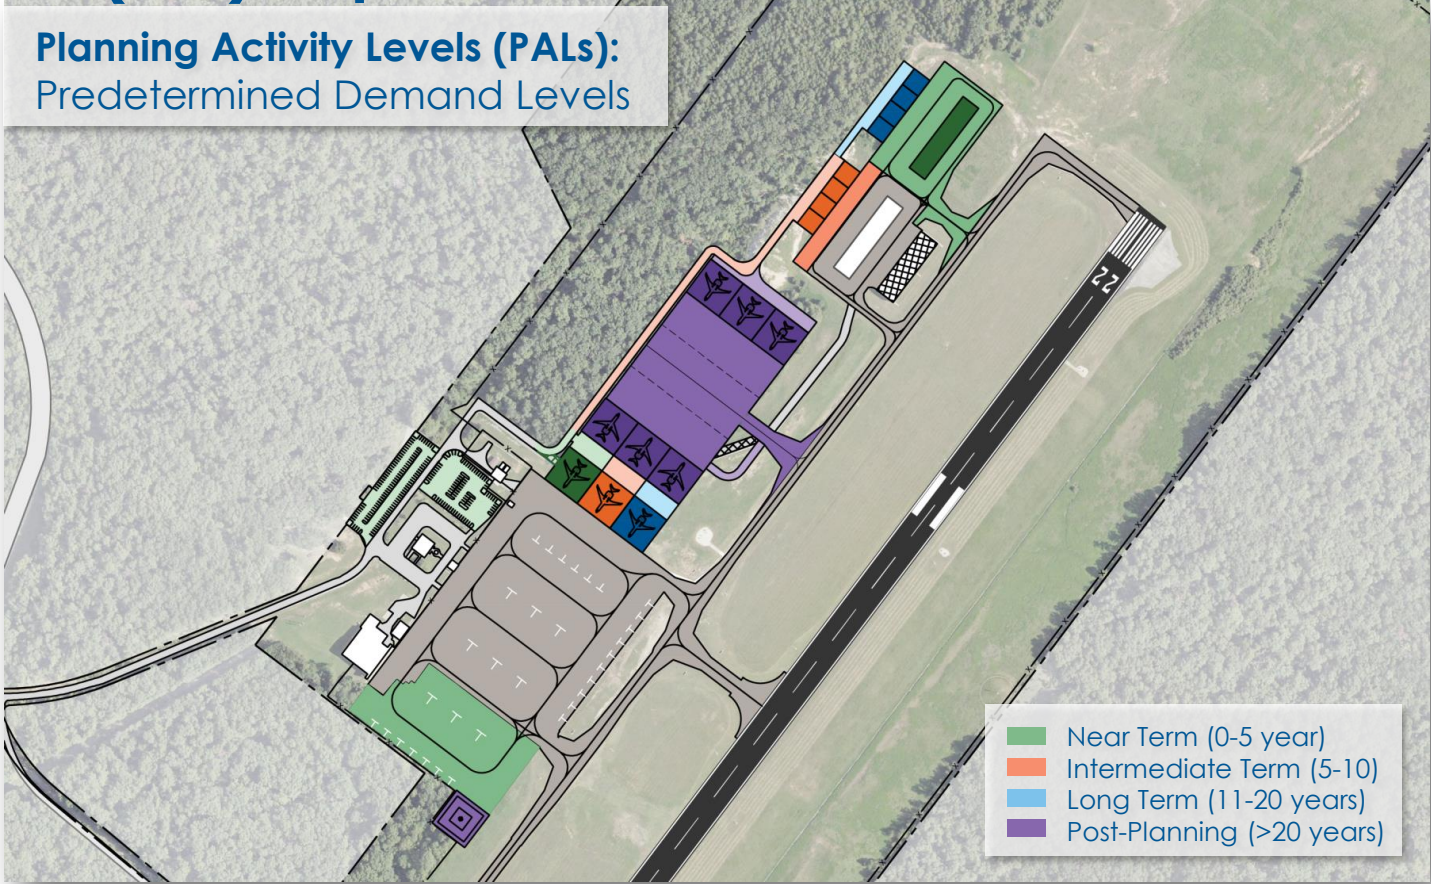 Planning Activity Levels (PALs):
Predetermined Demand Levels
22
Near Term (0-5 year)
Intermediate Term (5-10)
Long Term (11-20 years)
Post-Planning (>20 years)